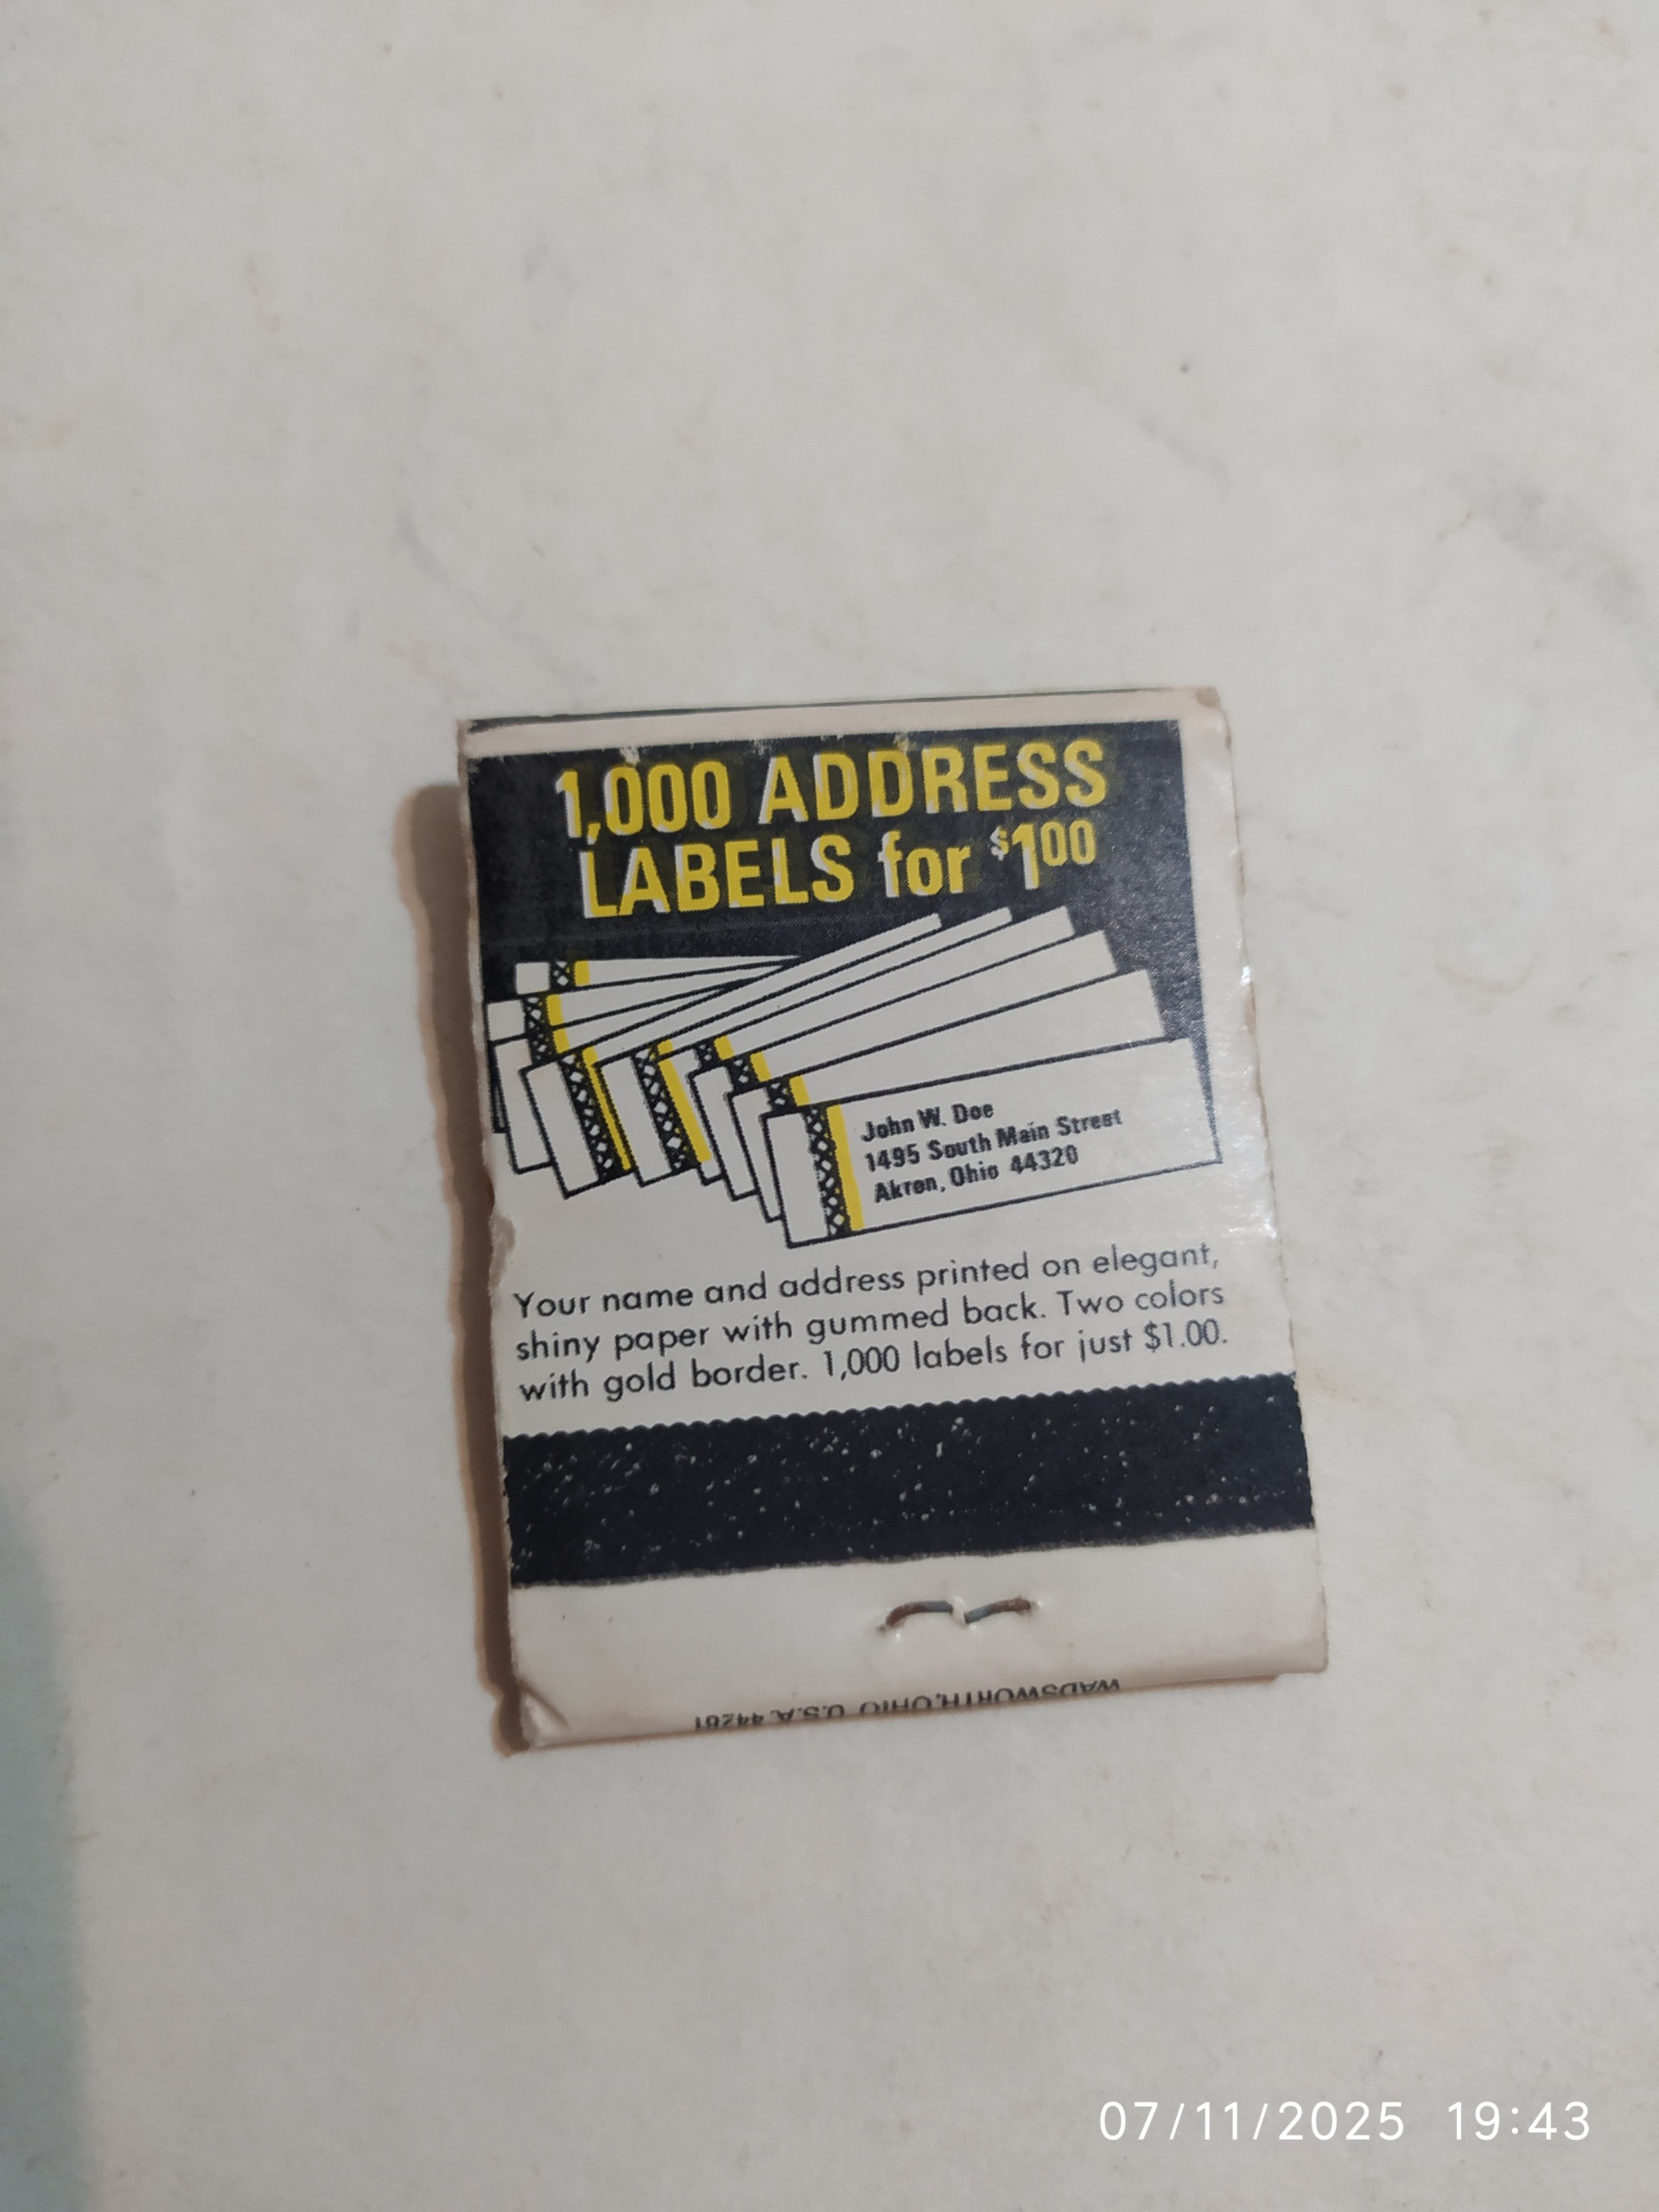 1,000 ADDRESS
LABELS for $1.00
John W. Doe
1495 South Main Street
Akron, Ohio 44320
Your name and address printed on elegant,
shiny paper with gummed back. Two colors
with gold border. 1,000 labels for just $1.00.
WADSWORTH, OHIO U.S.A. 44281
07/11/2025 19:43